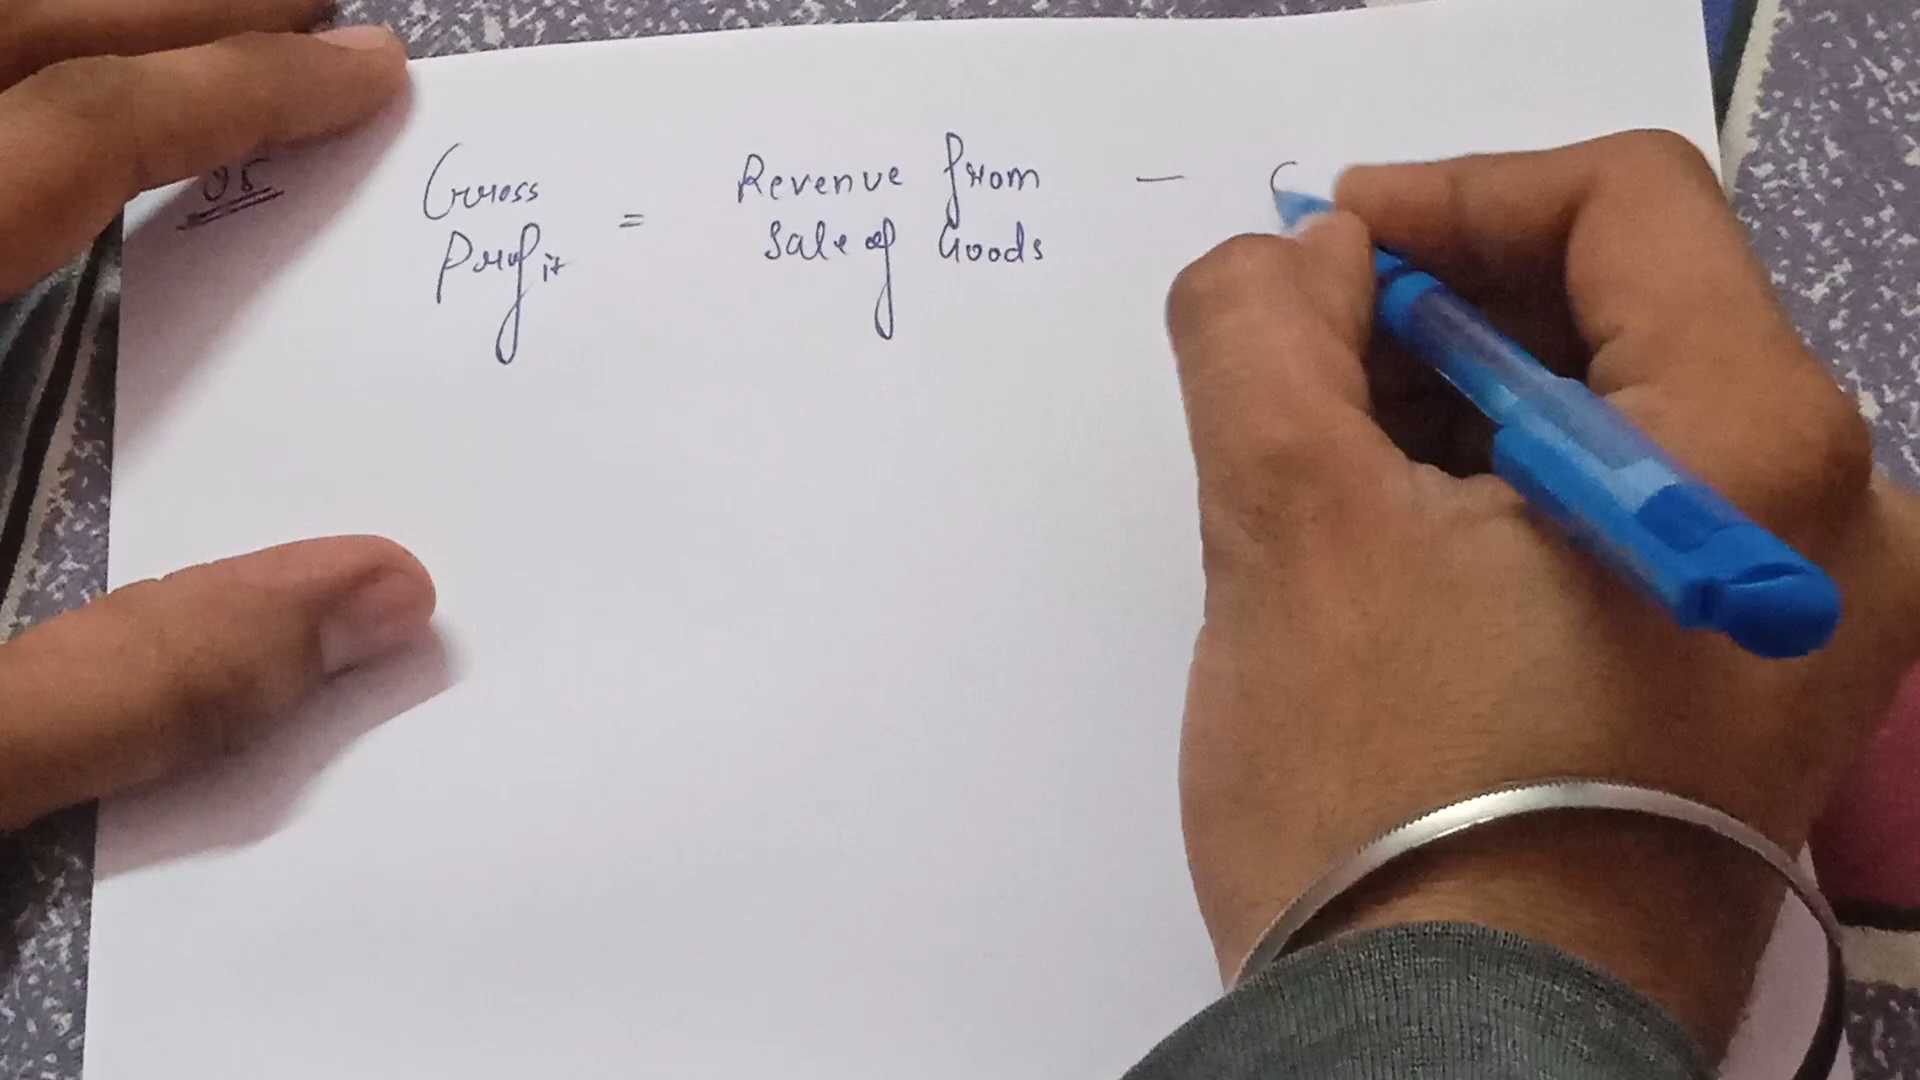 Gross Revenue from — C
Profit = Sale of Goods